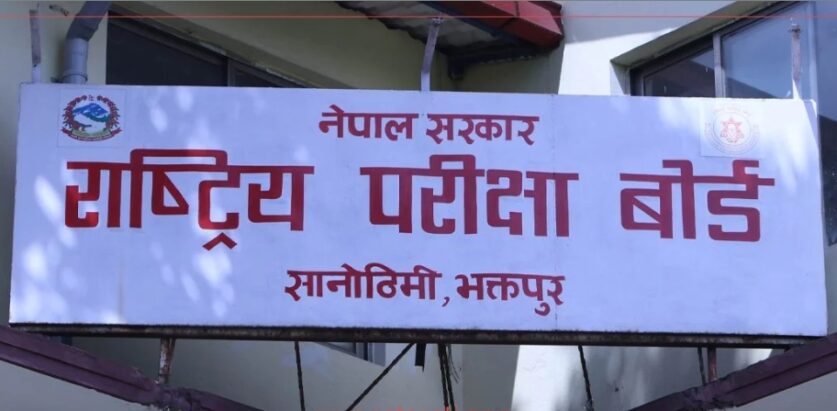 नेपाल सरकार
राष्ट्रिय परीक्षा बोर्ड
सानोठिमी, भक्तपुर